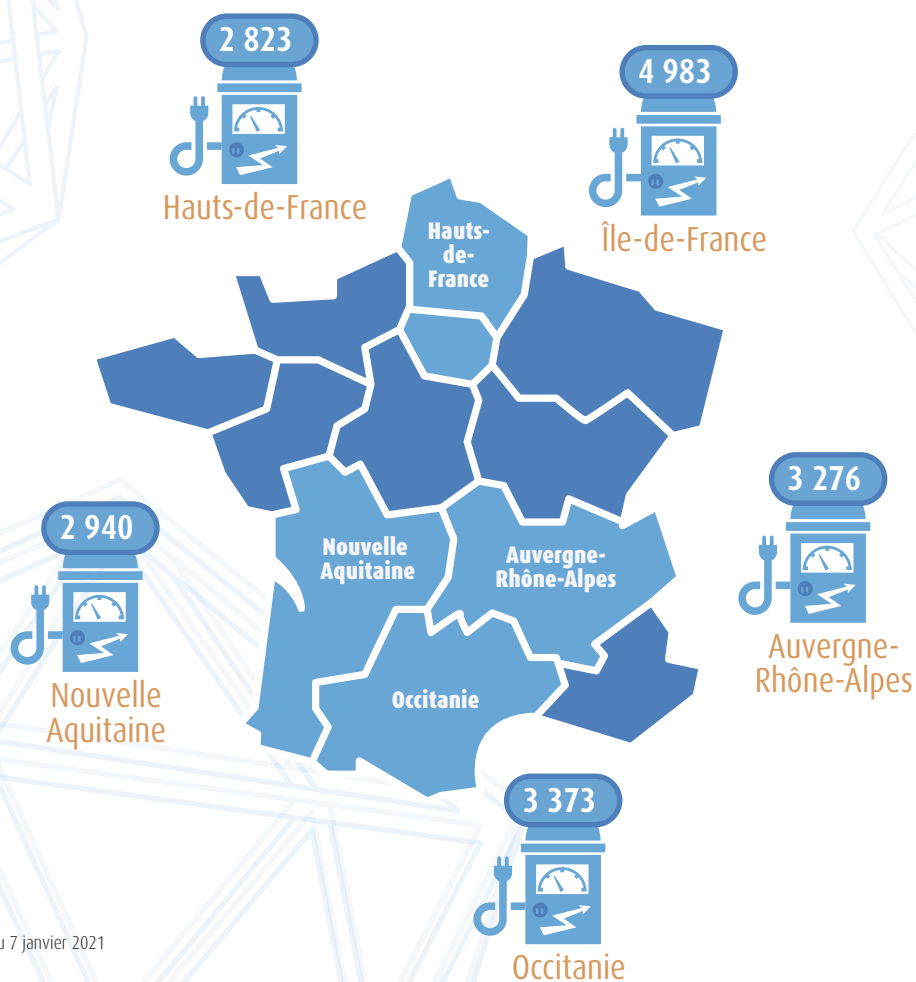 2 823
Hauts-de-France
4 983
Île-de-France
Hauts-
de-
France
3 276
Auvergne-
Rhône-Alpes
2 940
Nouvelle
Aquitaine
Nouvelle
Aquitaine
Auvergne-
Rhône-Alpes
Occitanie
3 373
Occitanie
7 janvier 2021